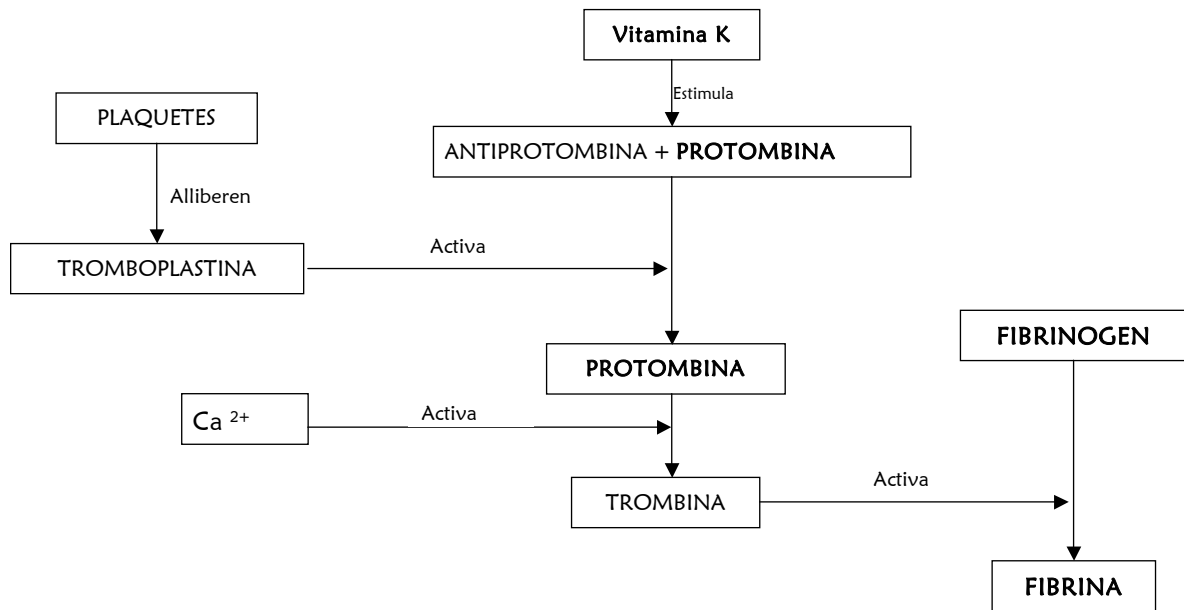 Vitamina K
Estimula
PLAQUETES
ANTIPROTOMBINA + PROTOMBINA
Alliberen
Activa
TROMBOPLASTINA
FIBRINOGEN
PROTOMBINA
Ca 2+
Activa
TROMBINA
Activa
FIBRINA